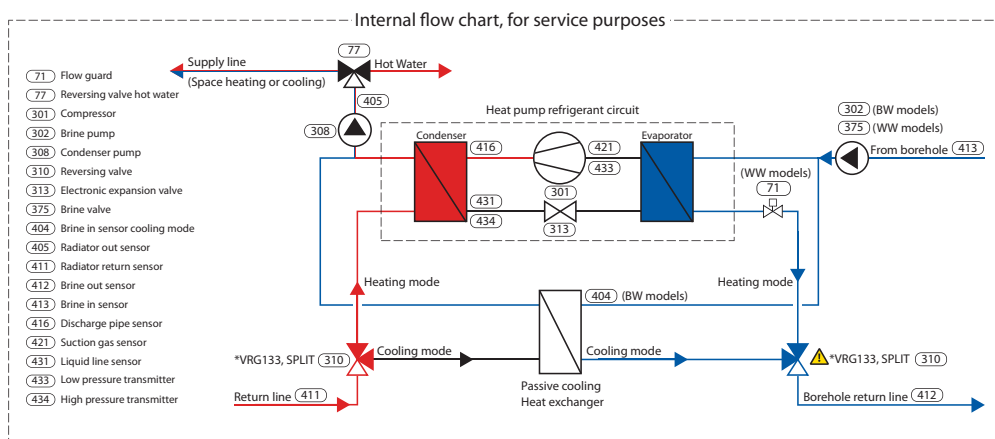 Internal flow chart, for service purposes
77
Supply line
Hot Water
(Space heating or cooling)
405
308
71 Flow guard
77 Reversing valve hot water
301 Compressor
302 Brine pump
308 Condenser pump
310 Reversing valve
313 Electronic expansion valve
375 Brine valve
404 Brine in sensor cooling mode
405 Radiator out sensor
411 Radiator return sensor
412 Brine out sensor
413 Brine in sensor
416 Discharge pipe sensor
421 Suction gas sensor
431 Liquid line sensor
433 Low pressure transmitter
434 High pressure transmitter
Heat pump refrigerant circuit
Condenser
416
421
433
Evaporator
431
434
301
313
302 (BW models)
375 (WW models)
From borehole 413
(WW models)
71
Heating mode
404 (BW models)
Heating mode
*VRG133, SPLIT 310
Cooling mode
Cooling mode
*VRG133, SPLIT 310
Passive cooling
Heat exchanger
Return line 411
Borehole return line 412